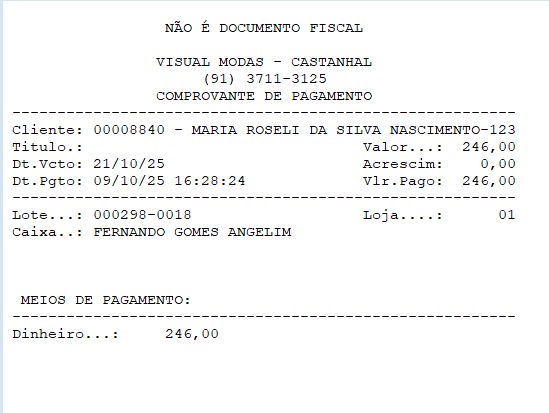 NÃO É DOCUMENTO FISCAL
VISUAL MODAS - CASTANHAL
(91) 3711-3125
COMPROVANTE DE PAGAMENTO
--------------------------------------------------------
Cliente: 00008840 - MARIA ROSELI DA SILVA NASCIMENTO-123
Titulo.: Valor...: 246,00
Dt.Vcto: 21/10/25 Acrescim: 0,00
Dt.Pgto: 09/10/25 16:28:24 Vlr.Pago: 246,00
--------------------------------------------------------
Lote...: 000298-0018 Loja....: 01
Caixa..: FERNANDO GOMES ANGELIM
MEIOS DE PAGAMENTO:
--------------------------------------------------------
Dinheiro...: 246,00